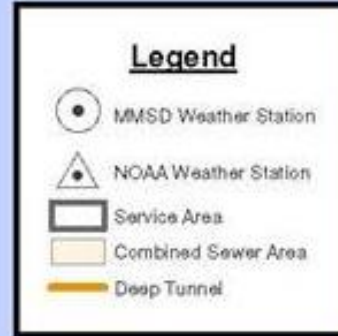 Legend
MMSD Weather Station
NOAA Weather Station
Service Area
Combined Sewer Area
Deep Tunnel